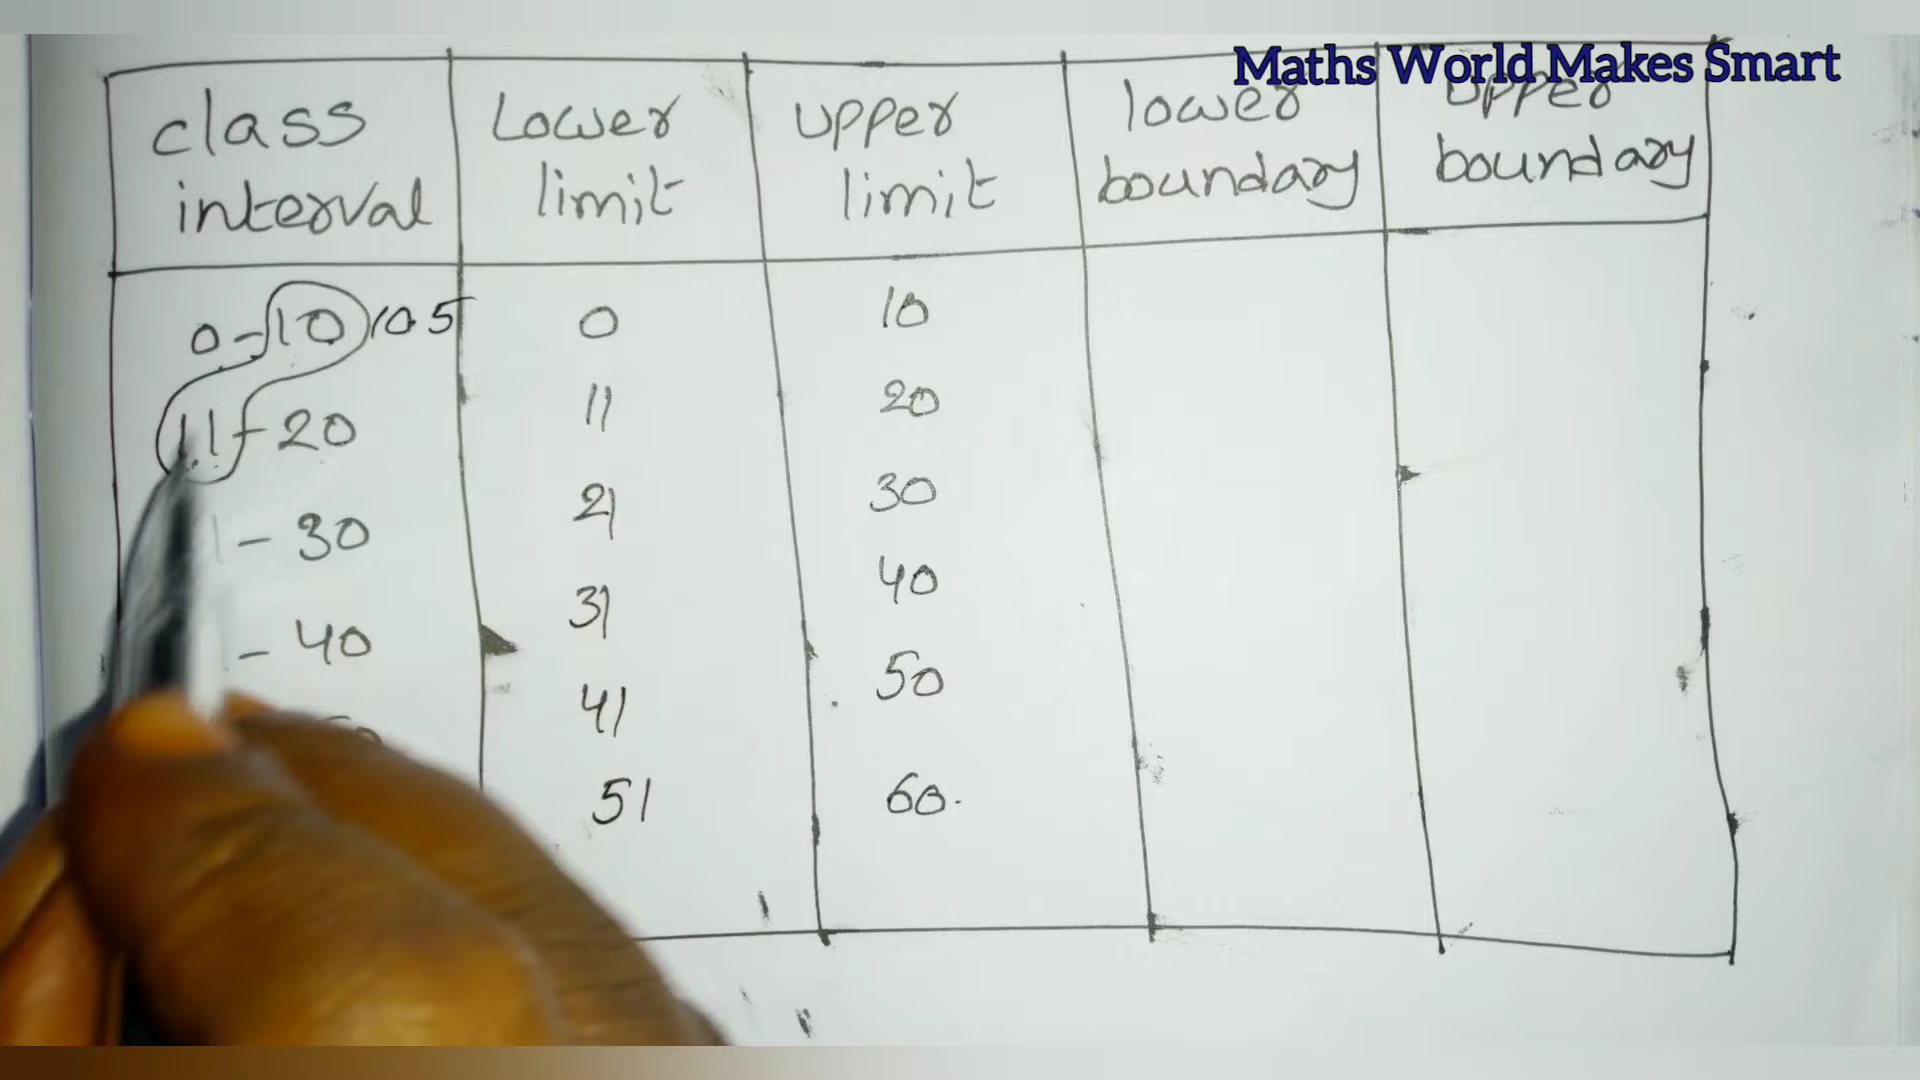 Maths World Makes Smart
class interval
Lower limit
upper limit
lower boundary
upper boundary
0-10 10.5 0 10
11-20 11 20
- 30 21 30
- 40 31 40
41 50
51 60.